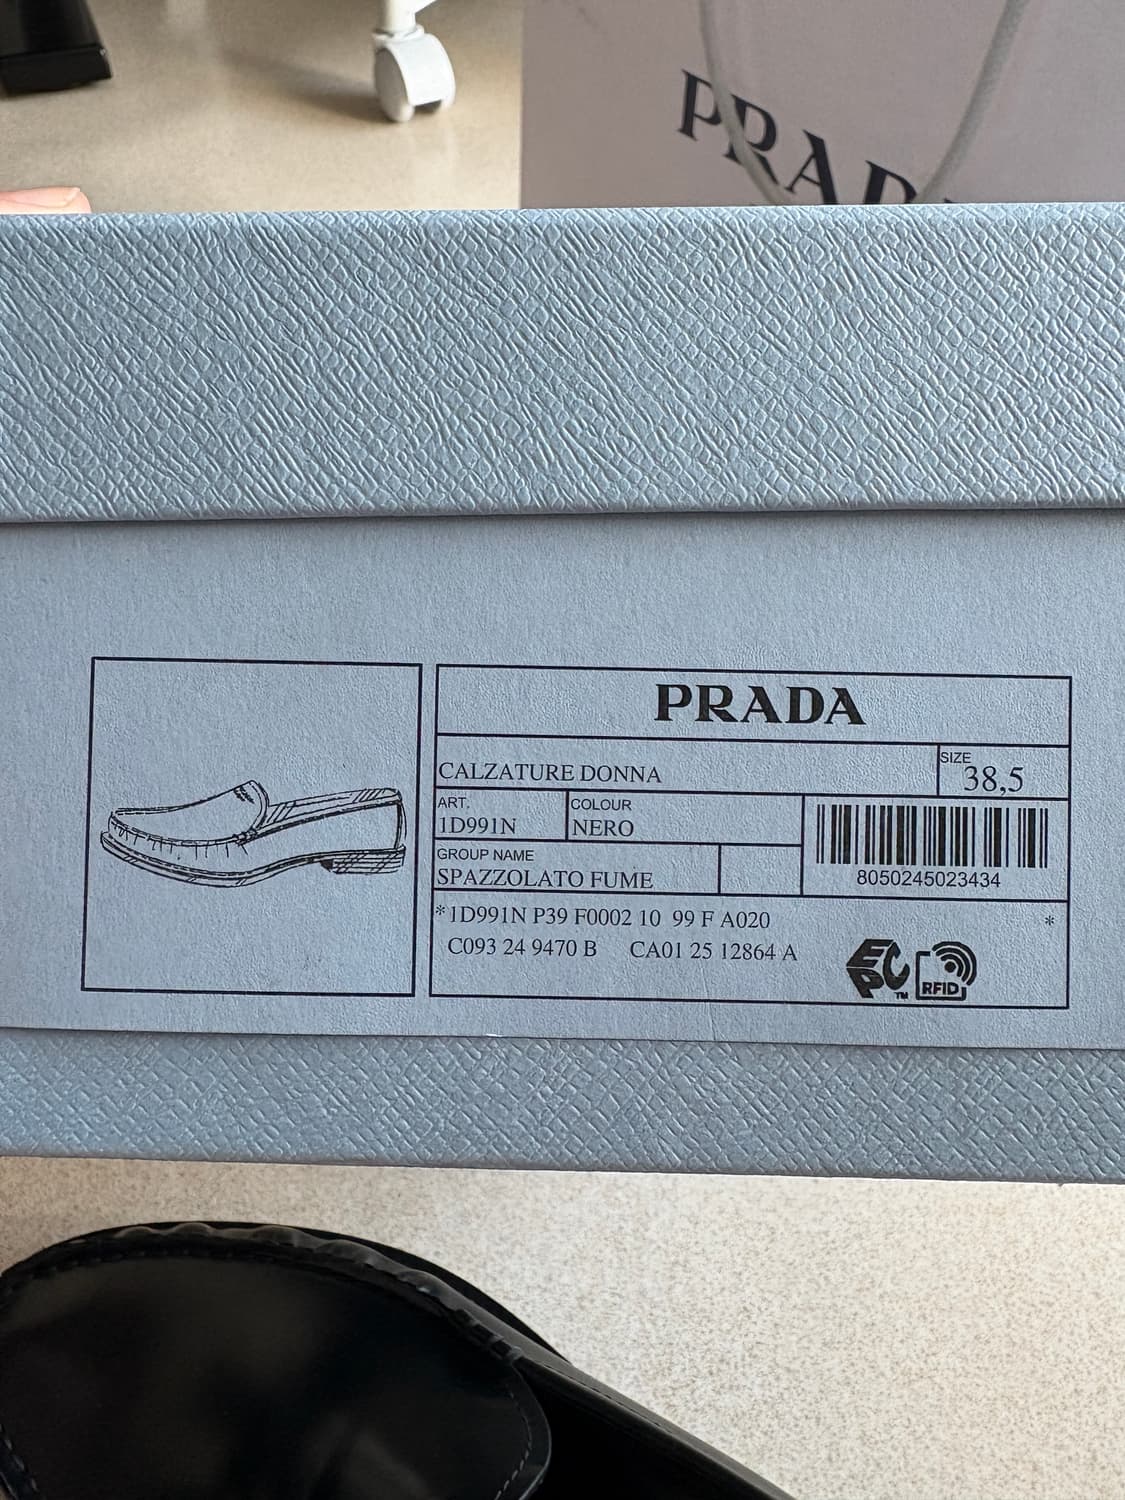 PRADA
PRADA
CALZATURE DONNA
SIZE
38,5
ART.
1D991N
COLOUR
NERO
GROUP NAME
SPAZZOLATO FUME
8050245023434
*1D991N P39 F0002 10 99 F A020 *
C093 24 9470 B CA01 25 12864 A
EPC TM
RFID